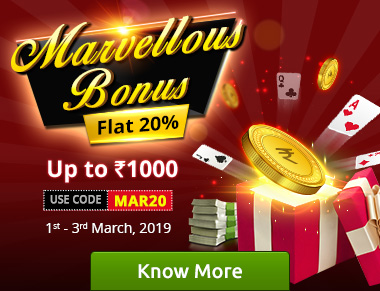 Marvellous
Bonus
Flat 20%
Up to ₹1000
USE CODE MAR20
1st - 3rd March, 2019
Know More
Q
A
A
₹